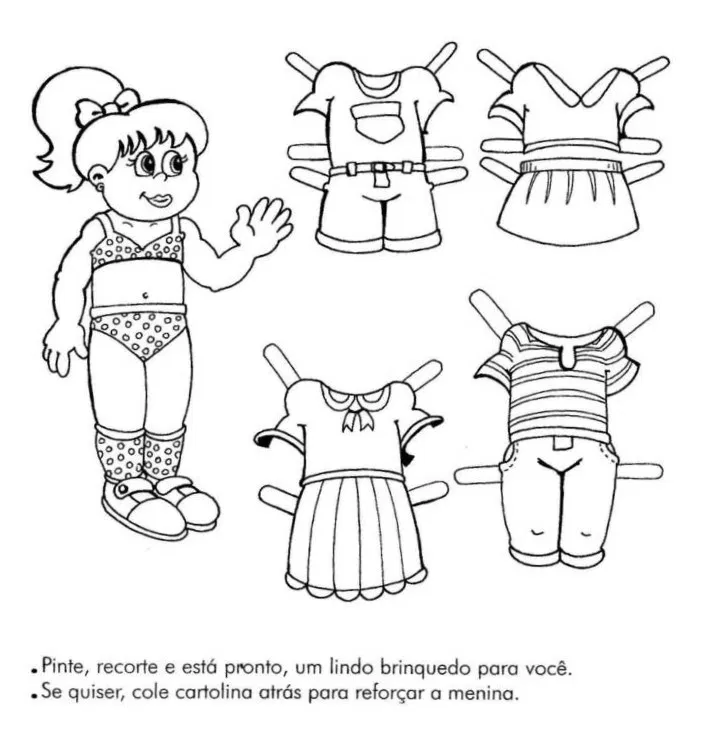 . Pinte, recorte e está pronto, um lindo brinquedo para você.
. Se quiser, cole cartolina atrás para reforçar a menina.